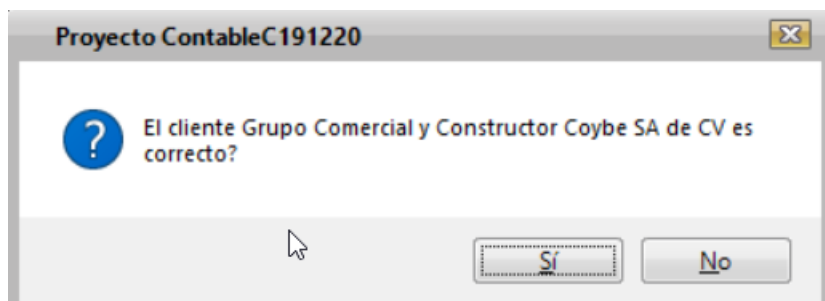 Proyecto ContableC191220
El cliente Grupo Comercial y Constructor Coybe SA de CV es
correcto?
Sí
No